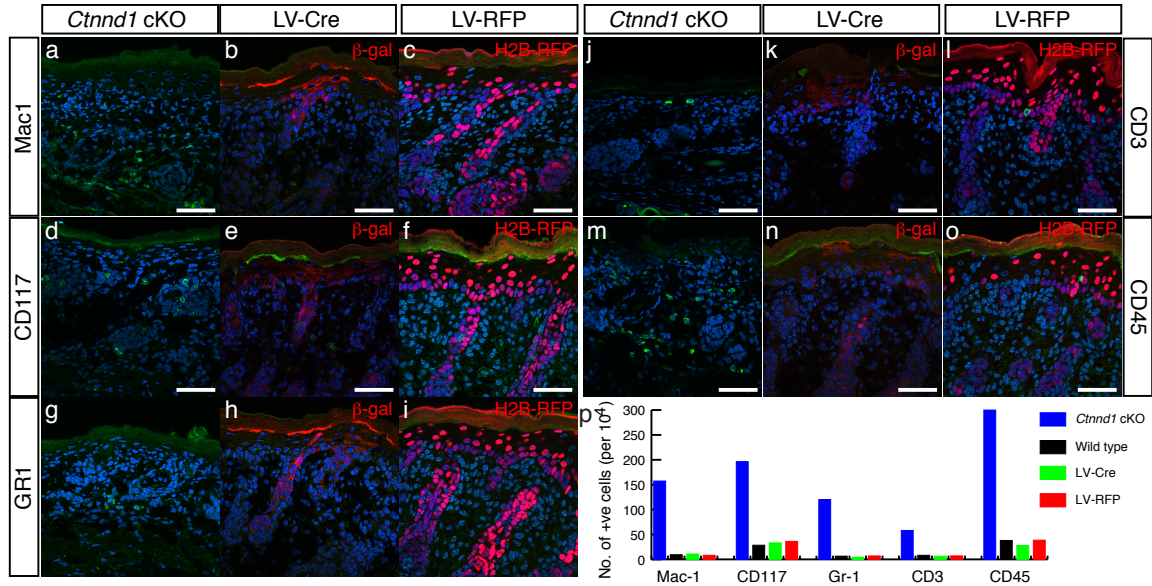 Ctnnd1 cKO LV-Cre LV-RFP Ctnnd1 cKO LV-Cre LV-RFP
Mac1
a
b β-gal
c H2B-RFP
j
k β-gal
l H2B-RFP
CD3
CD117
d
e β-gal
f H2B-RFP
m
n β-gal
o H2B-RFP
CD45
GR1
g
h β-gal
i H2B-RFP
p
No. of +ve cells (per 10⁴)
300
250
200
150
100
50
0
Mac-1 CD117 Gr-1 CD3 CD45
Ctnnd1 cKO
Wild type
LV-Cre
LV-RFP